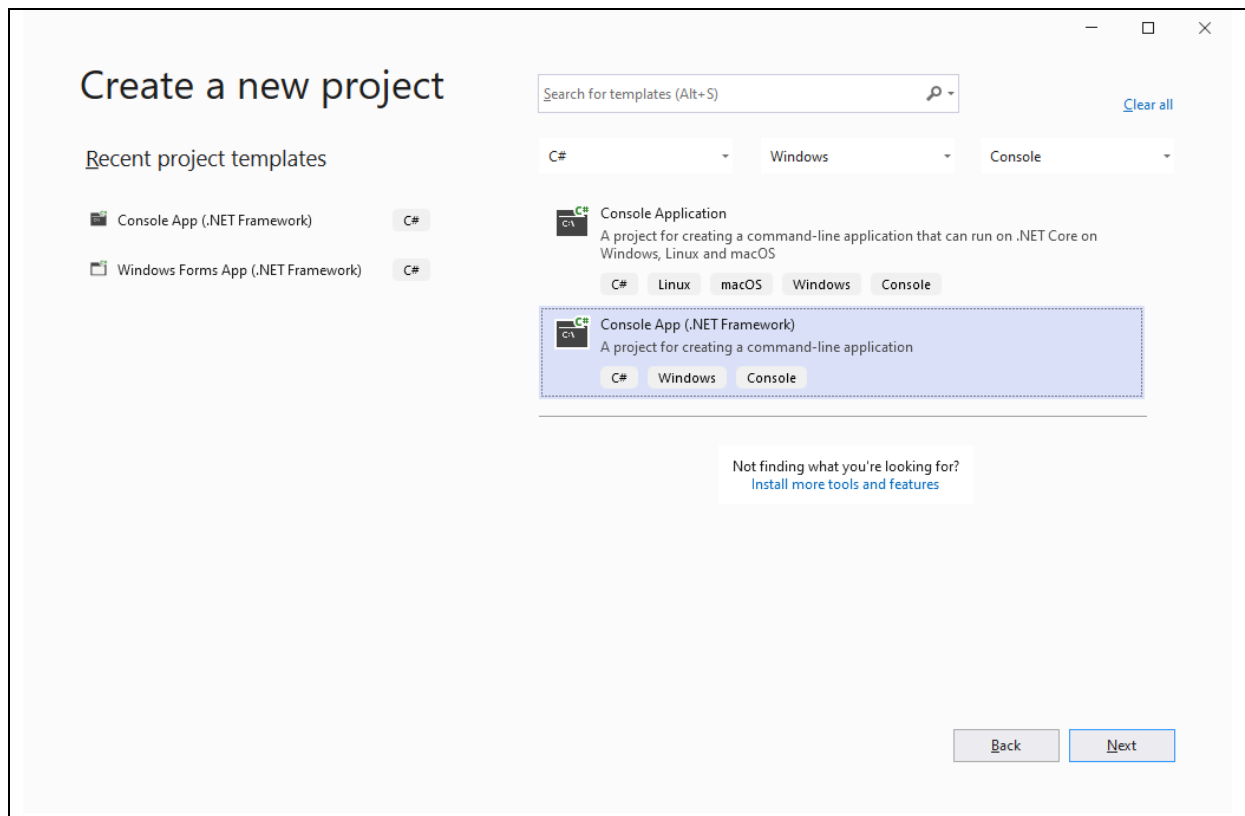 Create a new project
Search for templates (Alt+S)
Clear all
Recent project templates
C#
Windows
Console
Console App (.NET Framework)
C#
Windows Forms App (.NET Framework)
C#
C#
C:\
Console Application
A project for creating a command-line application that can run on .NET Core on
Windows, Linux and macOS
C#
Linux
macOS
Windows
Console
C#
C:\
Console App (.NET Framework)
A project for creating a command-line application
C#
Windows
Console
Not finding what you're looking for?
Install more tools and features
Back
Next